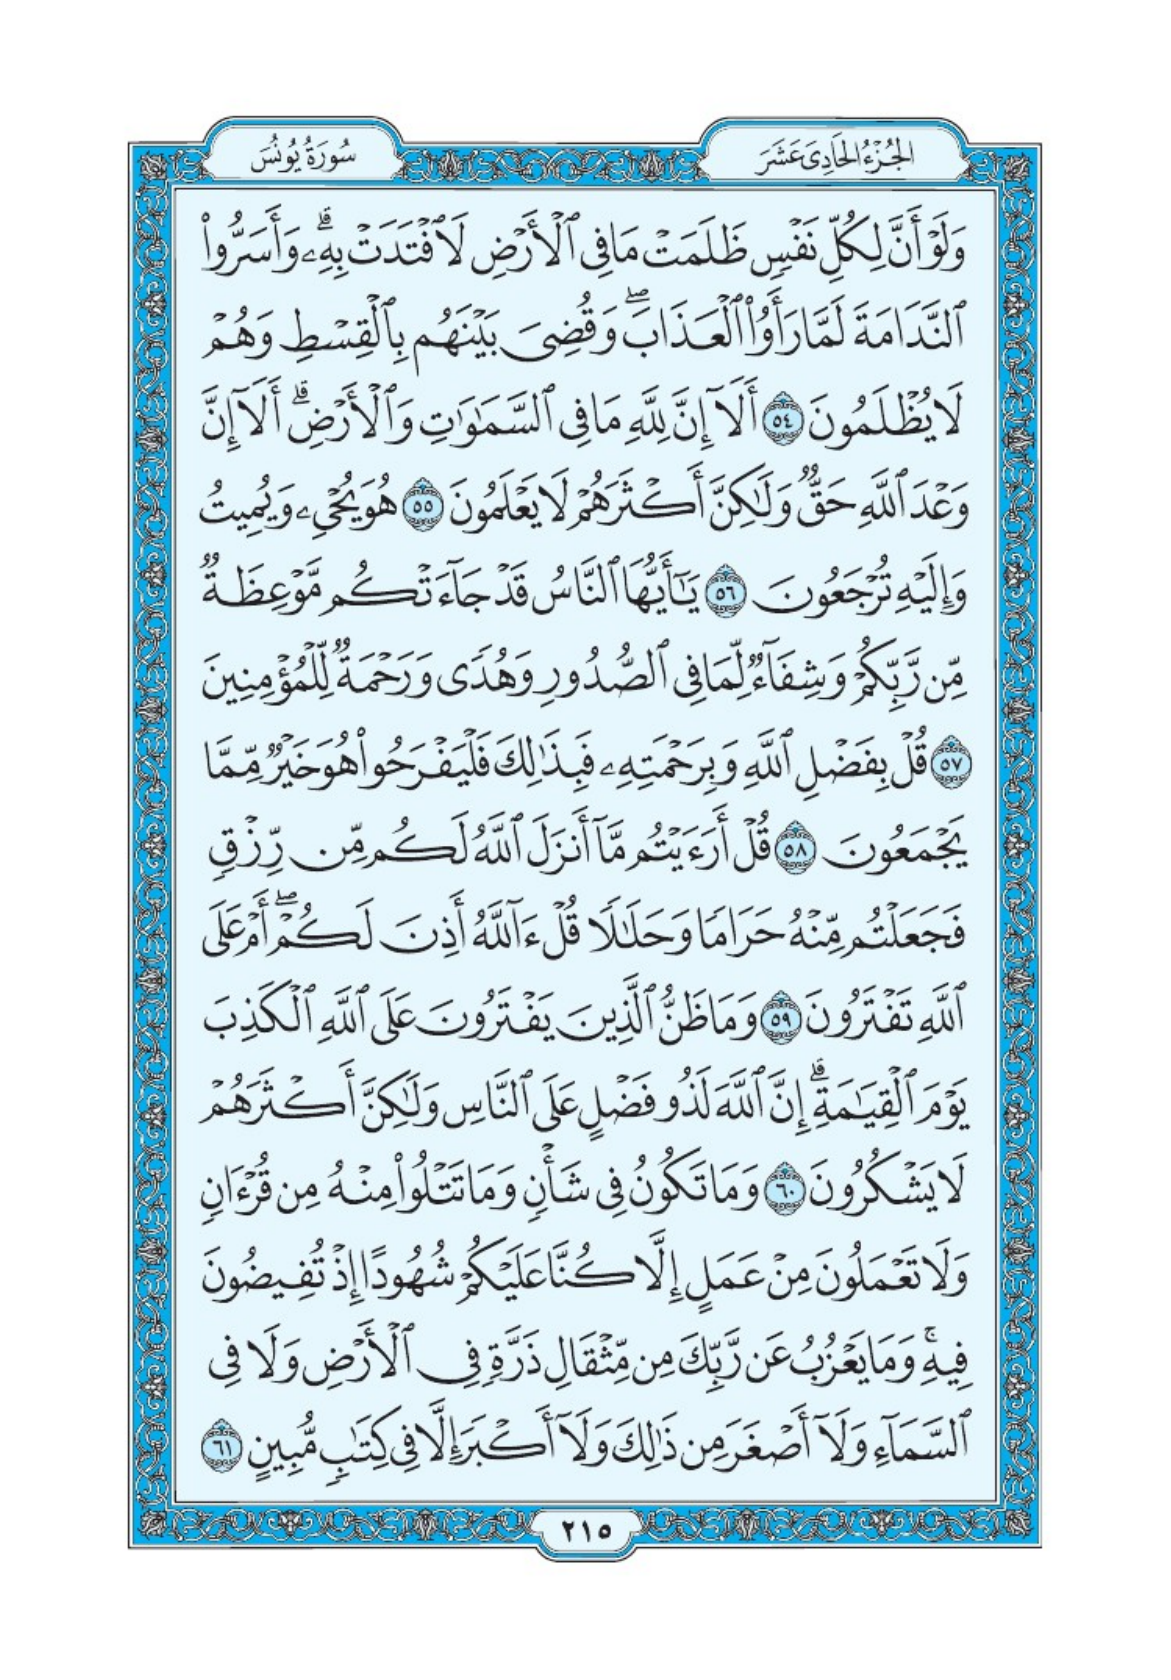 الجُزْءُ الحَادِىَ عَشَرَ
سُورَةُ يُونُسَ
وَلَوْ أَنَّ لِكُلِّ نَفْسٍ ظَلَمَتْ مَا فِى ٱلْأَرْضِ لَٱفْتَدَتْ بِهِۦۗ وَأَسَرُّوا۟
ٱلنَّدَامَةَ لَمَّا رَأَوُا۟ ٱلْعَذَابَۖ وَقُضِىَ بَيْنَهُم بِٱلْقِسْطِ وَهُمْ
لَا يُظْلَمُونَ ٥٤ أَلَآ إِنَّ لِلَّهِ مَا فِى ٱلسَّمَٰوَٰتِ وَٱلْأَرْضِۗ أَلَآ إِنَّ
وَعْدَ ٱللَّهِ حَقٌّ وَلَٰكِنَّ أَكْثَرَهُمْ لَا يَعْلَمُونَ ٥٥ هُوَ يُحْىِۦ وَيُمِيتُ
وَإِلَيْهِ تُرْجَعُونَ ٥٦ يَٰٓأَيُّهَا ٱلنَّاسُ قَدْ جَآءَتْكُم مَّوْعِظَةٌ
مِّن رَّبِّكُمْ وَشِفَآءٌ لِّمَا فِى ٱلصُّدُورِ وَهُدًى وَرَحْمَةٌ لِّلْمُؤْمِنِينَ
٥٧ قُلْ بِفَضْلِ ٱللَّهِ وَبِرَحْمَتِهِۦ فَبِذَٰلِكَ فَلْيَفْرَحُوا۟ هُوَ خَيْرٌ مِّمَّا
يَجْمَعُونَ ٥٨ قُلْ أَرَءَيْتُم مَّآ أَنزَلَ ٱللَّهُ لَكُم مِّن رِّزْقٍ
فَجَعَلْتُم مِّنْهُ حَرَامًا وَحَلَٰلًا قُلْ ءَآللَّهُ أَذِنَ لَكُمْۖ أَمْ عَلَى
ٱللَّهِ تَفْتَرُونَ ٥٩ وَمَا ظَنُّ ٱلَّذِينَ يَفْتَرُونَ عَلَى ٱللَّهِ ٱلْكَذِبَ
يَوْمَ ٱلْقِيَٰمَةِۗ إِنَّ ٱللَّهَ لَذُو فَضْلٍ عَلَى ٱلنَّاسِ وَلَٰكِنَّ أَكْثَرَهُمْ
لَا يَشْكُرُونَ ٦٠ وَمَا تَكُونُ فِى شَأْنٍ وَمَا تَتْلُوا۟ مِنْهُ مِن قُرْءَانٍ
وَلَا تَعْمَلُونَ مِنْ عَمَلٍ إِلَّا كُنَّا عَلَيْكُمْ شُهُودًا إِذْ تُفِيضُونَ
فِيهِۚ وَمَا يَعْزُبُ عَن رَّبِّكَ مِن مِّثْقَالِ ذَرَّةٍ فِى ٱلْأَرْضِ وَلَا فِى
ٱلسَّمَآءِ وَلَآ أَصْغَرَ مِن ذَٰلِكَ وَلَآ أَكْبَرَ إِلَّا فِى كِتَٰبٍ مُّبِينٍ ٦١
٢١٥